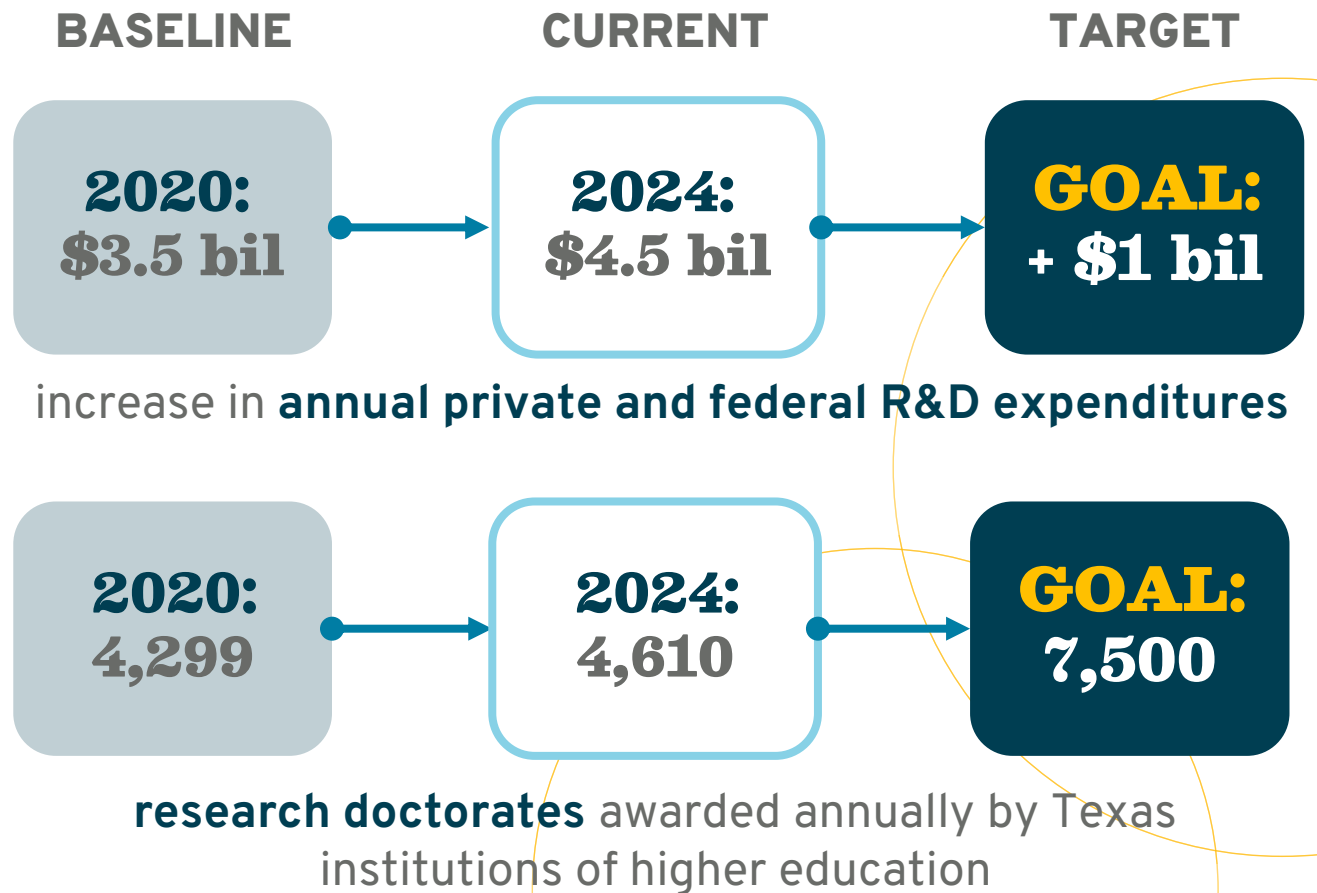 BASELINE
CURRENT
TARGET
2020:
$3.5 bil
2024:
$4.5 bil
GOAL:
+ $1 bil
increase in annual private and federal R&D expenditures
2020:
4,299
2024:
4,610
GOAL:
7,500
research doctorates awarded annually by Texas
institutions of higher education